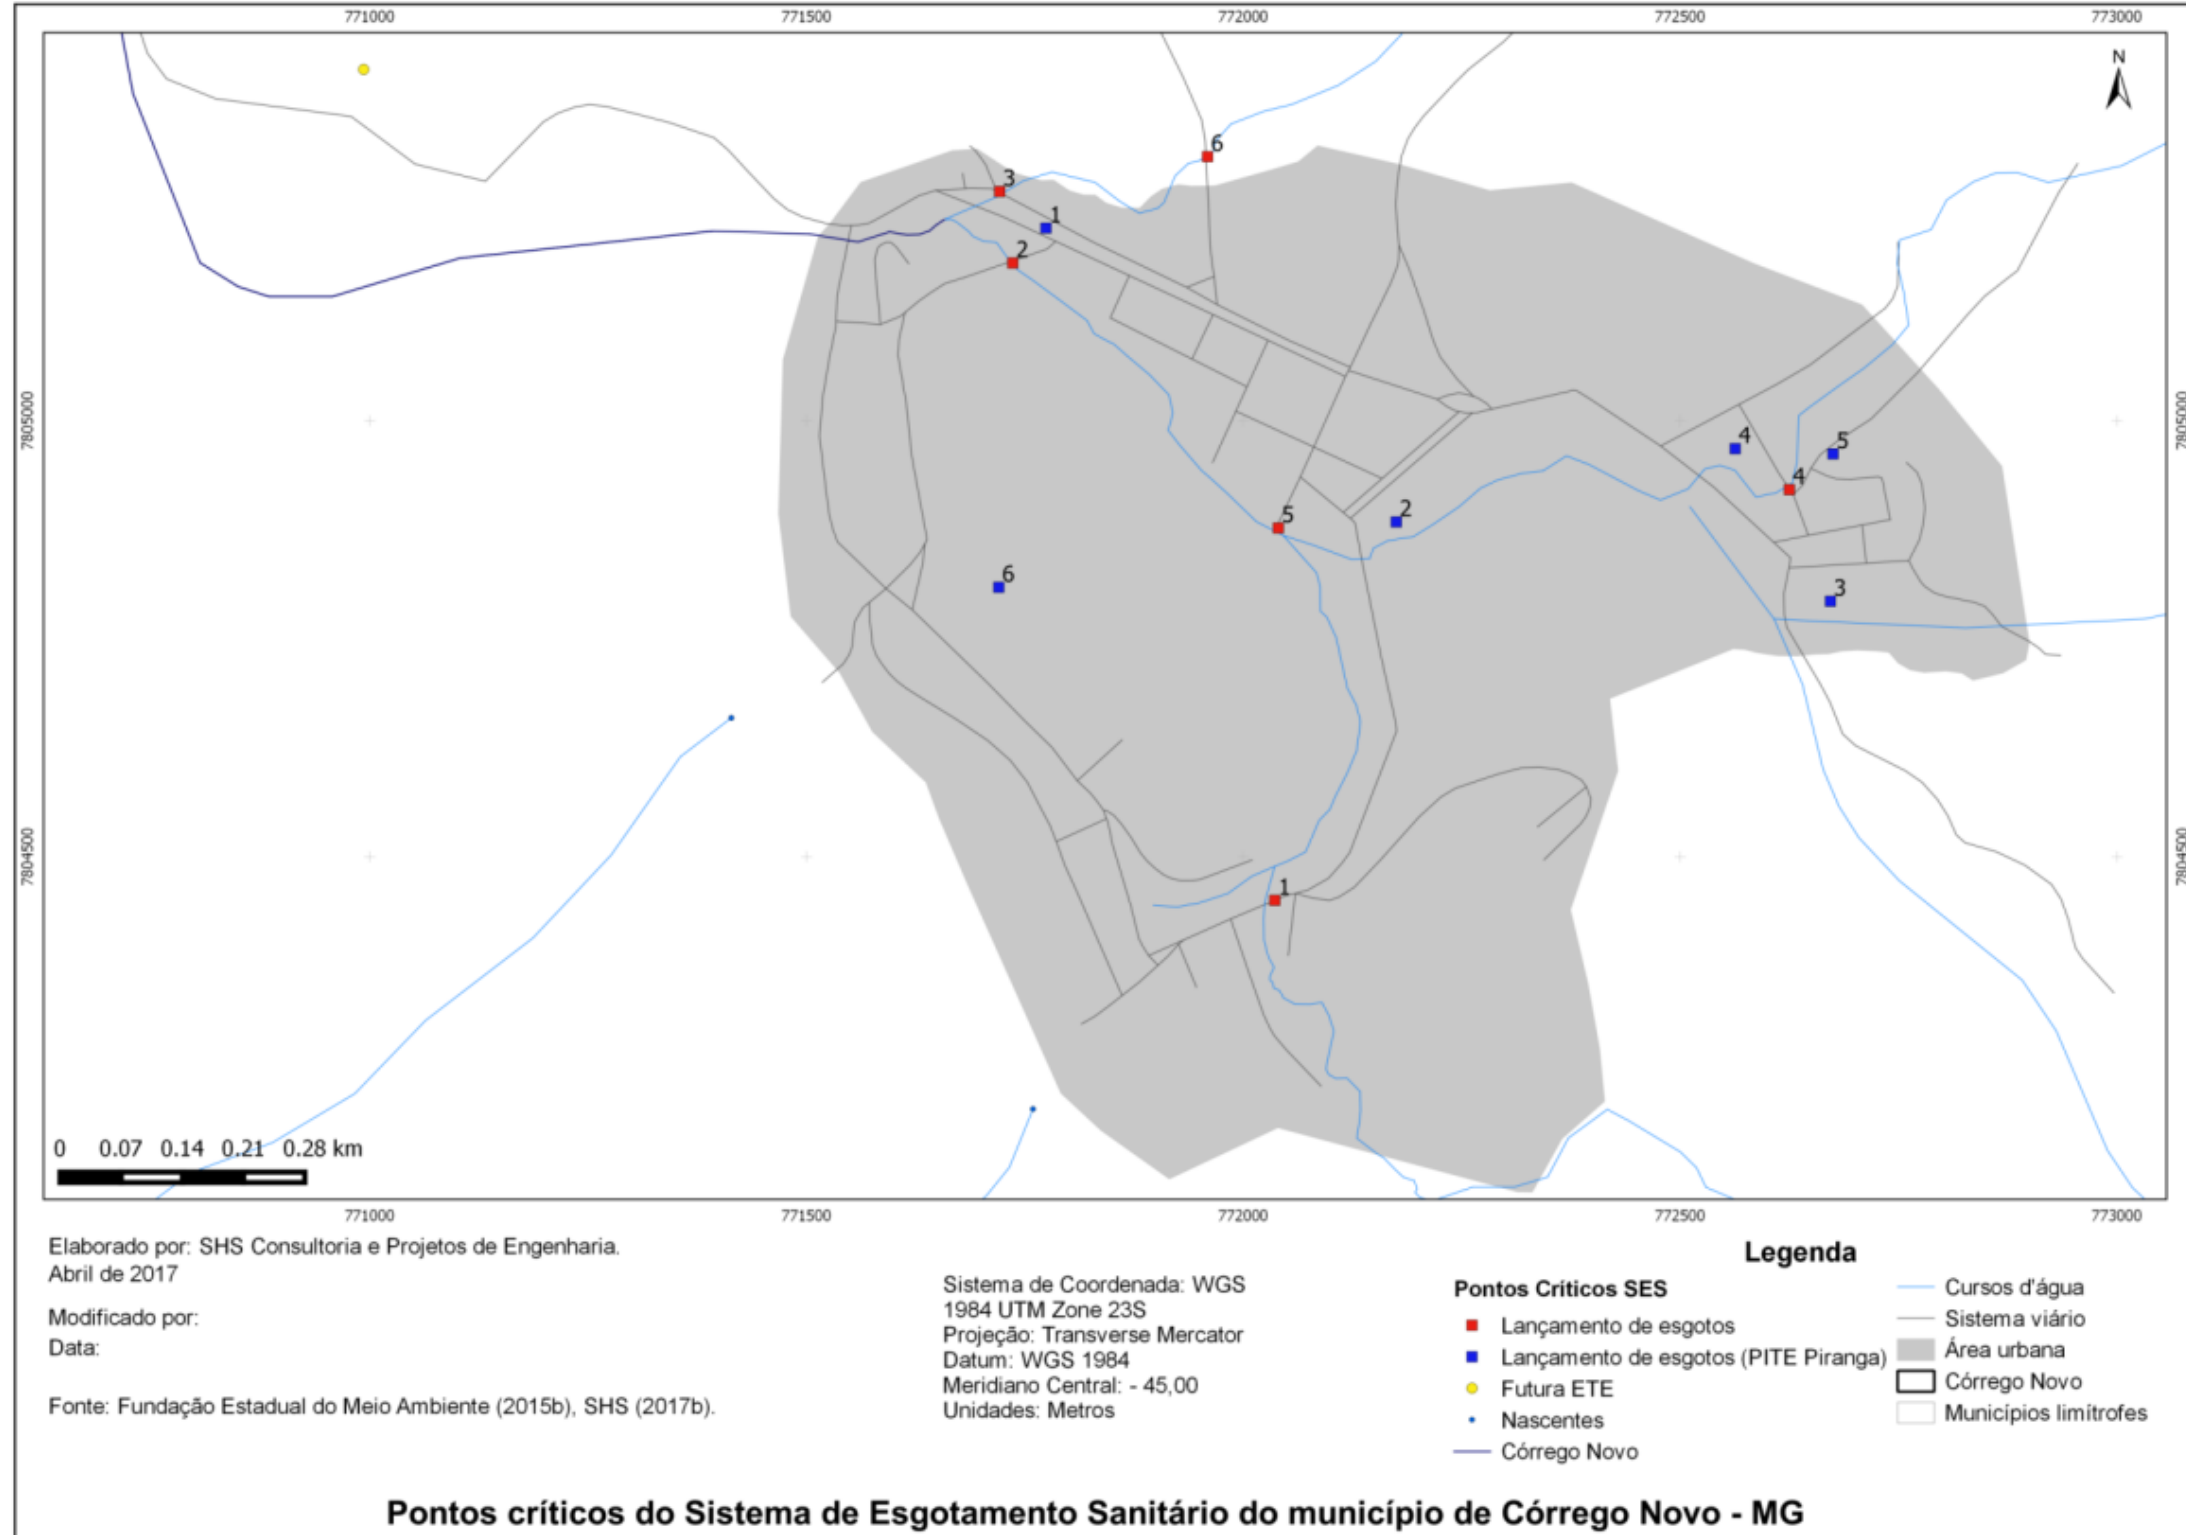 771000 771500 772000 772500 773000
N
6
3
1
2
7805000 7805000
4 5
4
2
5
6
3
7804500 7804500
1
0 0.07 0.14 0.21 0.28 km
771000 771500 772000 772500 773000
Elaborado por: SHS Consultoria e Projetos de Engenharia.
Abril de 2017
Modificado por:
Data:
Fonte: Fundação Estadual do Meio Ambiente (2015b), SHS (2017b).
Sistema de Coordenada: WGS
1984 UTM Zone 23S
Projeção: Transverse Mercator
Datum: WGS 1984
Meridiano Central: - 45,00
Unidades: Metros
Legenda
Pontos Críticos SES
Lançamento de esgotos
Lançamento de esgotos (PITE Piranga)
Futura ETE
Nascentes
Córrego Novo
Cursos d'água
Sistema viário
Área urbana
Córrego Novo
Municípios limítrofes
Pontos críticos do Sistema de Esgotamento Sanitário do município de Córrego Novo - MG